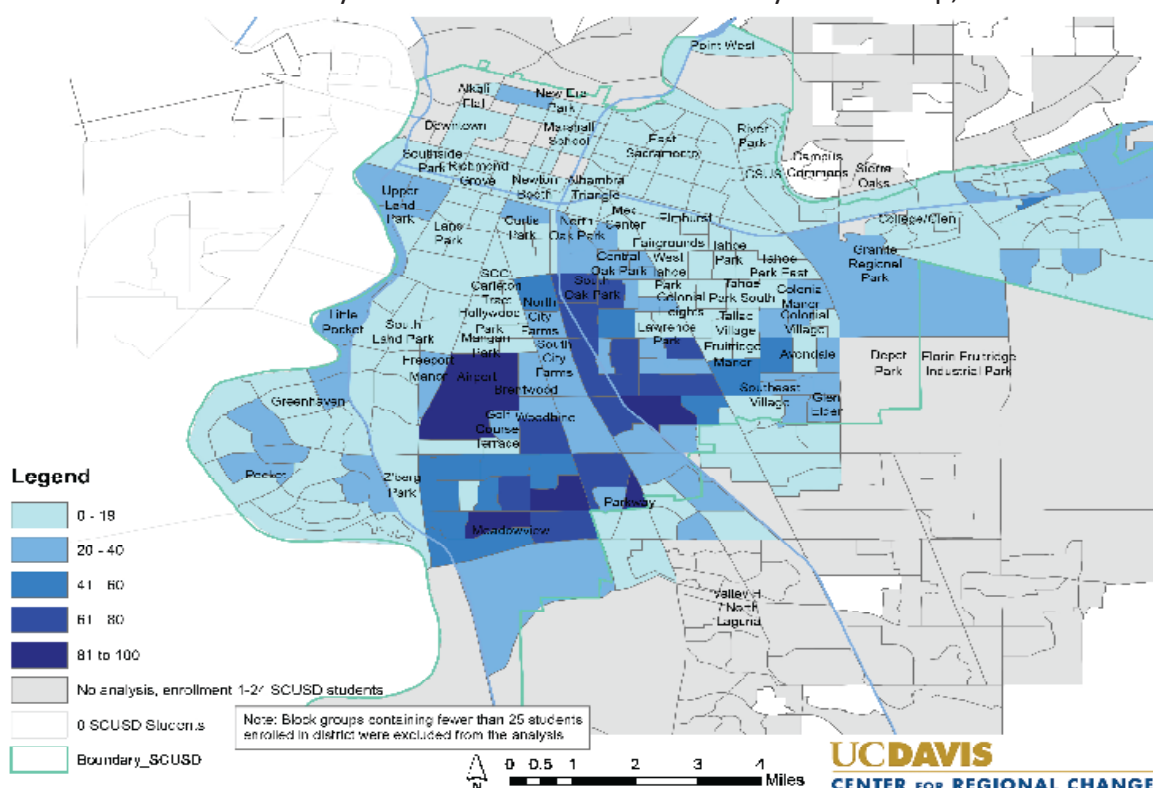 Point West
Alkali
Flat
New Era
Park
Downtown
Marshall
School
East
Sacramento
River
Park
Campus
Commons
Sierra
Oaks
CSUS
Southside
Park
Richmond
Grove
Newton
Booth
Alhambra
Triangle
Upper
Land
Park
Land
Park
Curtis
Park
North
Oak Park
Med
Center
Elmhurst
College/Glen
Fairgrounds
Tahoe
Park
Granite
Regional
Park
Central
Oak Park
West
Tahoe
Park
Tahoe
Park East
SCC
Carleton
Tract
South
Oak Park
Colonial
Heights
Tahoe
Park South
Colonial
Manor
Hollywood
Park
North
City
Farms
Little
Pocket
South
Land Park
Mangan
Park
Lawrence
Park
Tallac
Village
Colonial
Village
Fruitridge
Manor
Avondale
Depot
Park
Florin Fruitridge
Industrial Park
South
City
Farms
Freeport
Manor
Airport
Brentwood
Southeast
Village
Glen
Elder
Greenhaven
Golf
Course
Terrace
Woodbine
Pocket
Z'berg
Park
Parkway
Meadowview
Valley Hi
/ North
Laguna
Legend
0 - 19
20 - 40
41 - 60
61 - 80
81 to 100
No analysis, enrollment 1-24 SCUSD students
0 SCUSD Students
Boundary_SCUSD
Note: Block groups containing fewer than 25 students
enrolled in district were excluded from the analysis
N
0 0.5 1 2 3 4
Miles
UCDAVIS
CENTER FOR REGIONAL CHANGE